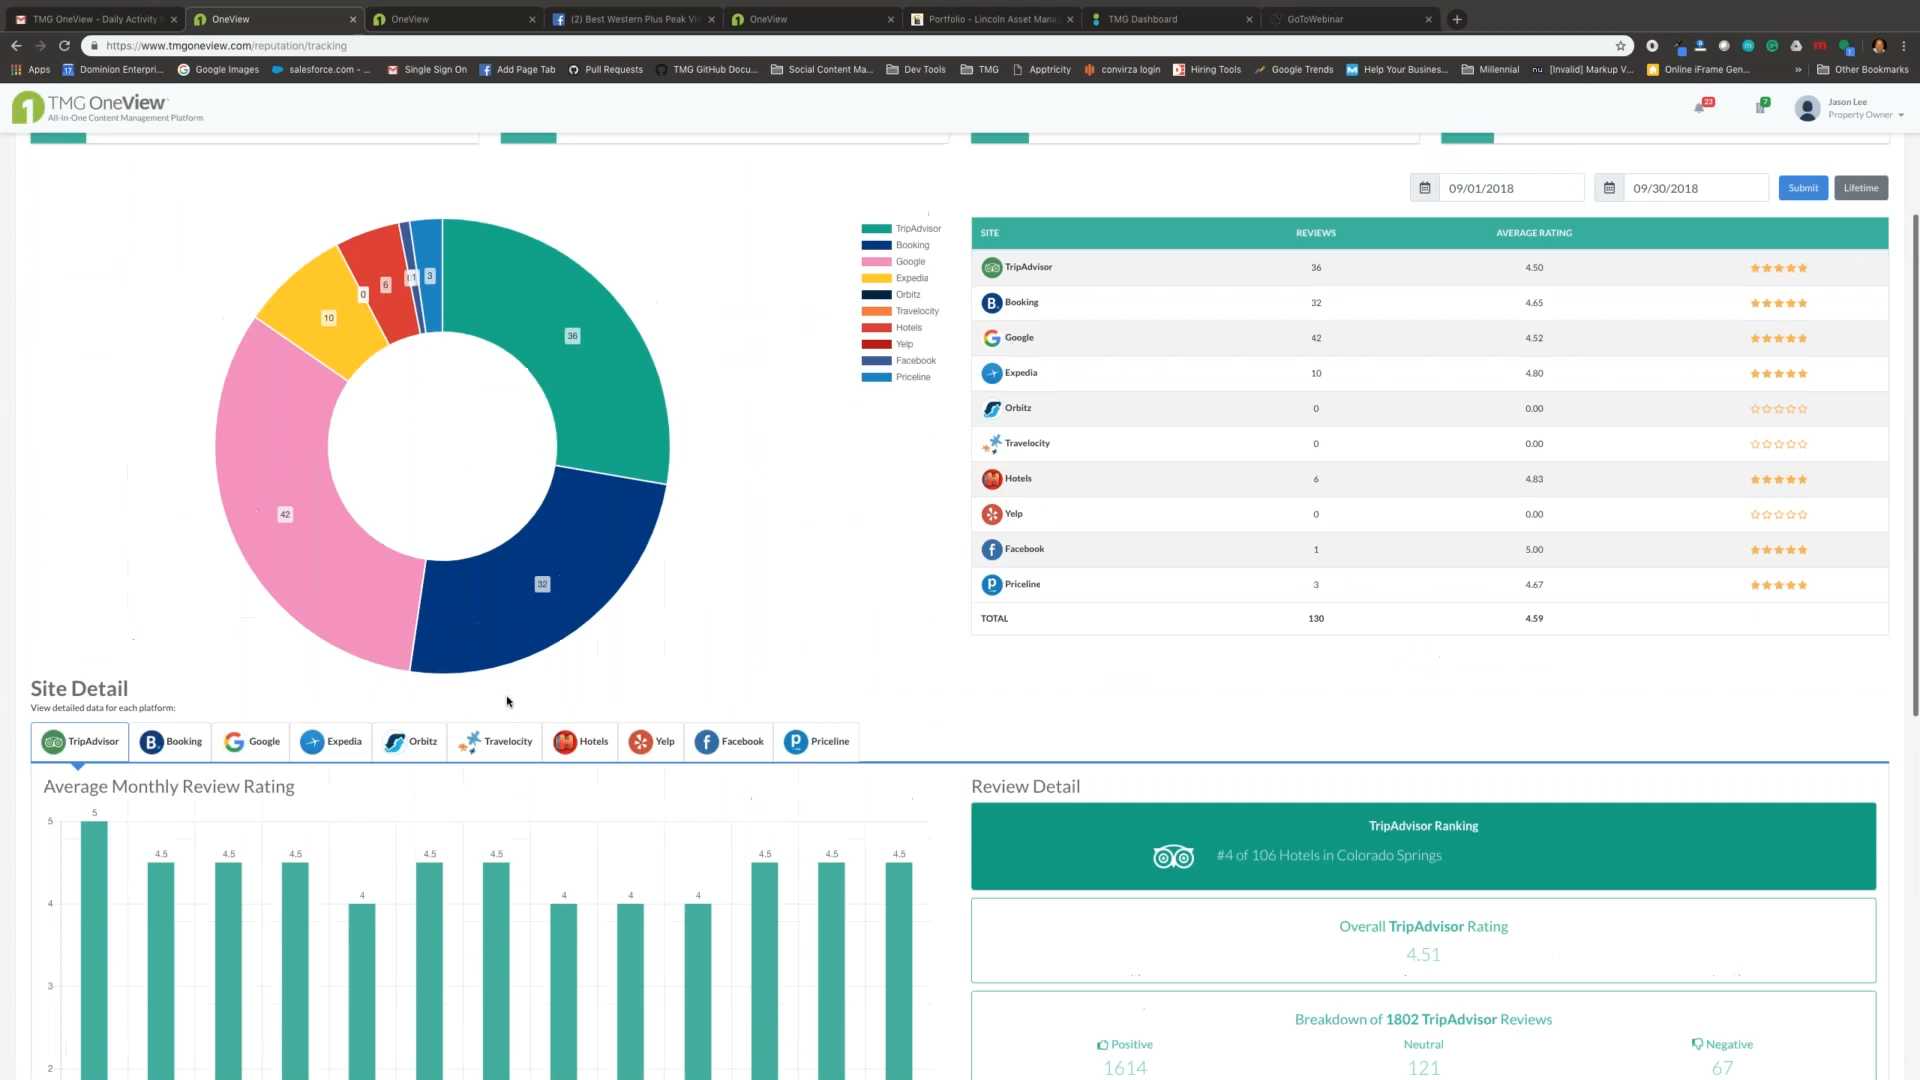 TMG OneView - Daily Activity
OneView
OneView
(2) Best Western Plus Peak Vi
OneView
Portfolio - Lincoln Asset Mana
TMG Dashboard
GoToWebinar
https://www.tmgoneview.com/reputation/tracking
Apps
Dominion Enterpri...
Google Images
salesforce.com - ...
Single Sign On
Add Page Tab
Pull Requests
TMG GitHub Docu...
Social Content Ma...
Dev Tools
TMG
Apptricity
convirza login
Hiring Tools
Google Trends
Help Your Busines...
Millennial
[Invalid] Markup V...
Online iFrame Gen...
Other Bookmarks
TMG OneView
All-In-One Content Management Platform
23
7
Jason Lee
Property Owner
09/01/2018
09/30/2018
Submit
Lifetime
36
32
42
10
0
6
1
3
TripAdvisor
Booking
Google
Expedia
Orbitz
Travelocity
Hotels
Yelp
Facebook
Priceline
SITE REVIEWS AVERAGE RATING
TripAdvisor 36 4.50
Booking 32 4.65
Google 42 4.52
Expedia 10 4.80
Orbitz 0 0.00
Travelocity 0 0.00
Hotels 6 4.83
Yelp 0 0.00
Facebook 1 5.00
Priceline 3 4.67
TOTAL 130 4.59
Site Detail
View detailed data for each platform:
TripAdvisor
Booking
Google
Expedia
Orbitz
Travelocity
Hotels
Yelp
Facebook
Priceline
Average Monthly Review Rating
5
4
3
2
5
4.5
4.5
4.5
4
4.5
4.5
4
4
4
4.5
4.5
4.5
Review Detail
TripAdvisor Ranking
#4 of 106 Hotels in Colorado Springs
Overall TripAdvisor Rating
4.51
Breakdown of 1802 TripAdvisor Reviews
Positive Neutral Negative
1614 121 67